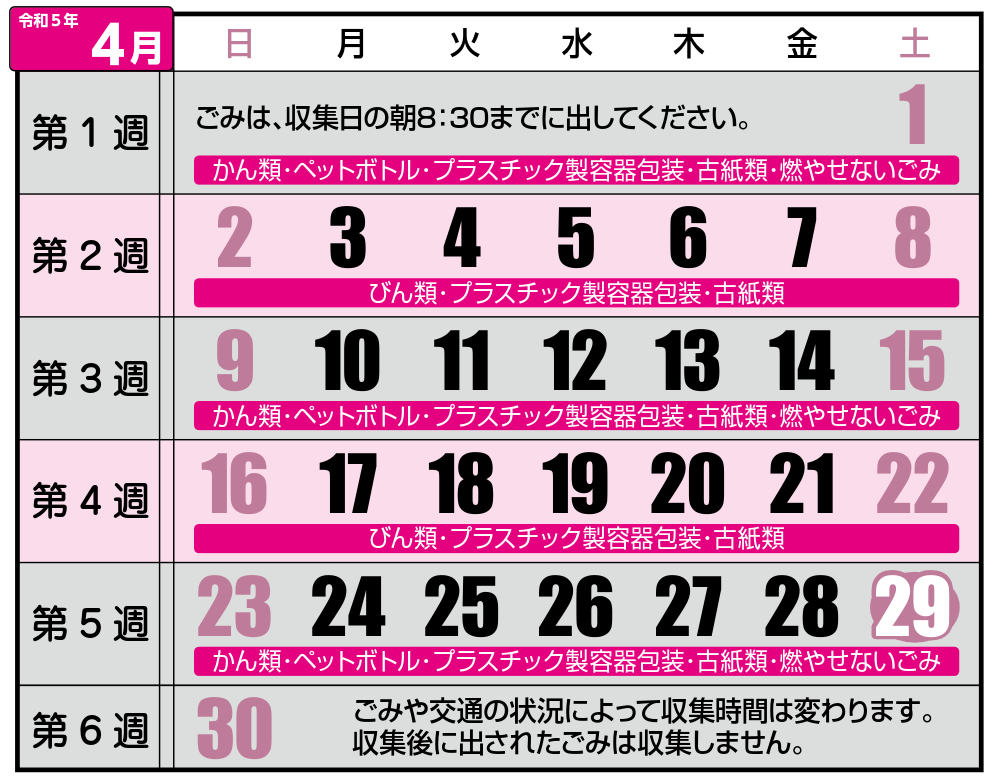 令和5年
4月 日 月 火 水 木 金 土
第1週
ごみは、収集日の朝8:30までに出してください。 1
かん類・ペットボトル・プラスチック製容器包装・古紙類・燃やせないごみ
第2週 2 3 4 5 6 7 8
びん類・プラスチック製容器包装・古紙類
第3週 9 10 11 12 13 14 15
かん類・ペットボトル・プラスチック製容器包装・古紙類・燃やせないごみ
第4週 16 17 18 19 20 21 22
びん類・プラスチック製容器包装・古紙類
第5週 23 24 25 26 27 28 29
かん類・ペットボトル・プラスチック製容器包装・古紙類・燃やせないごみ
第6週 30
ごみや交通の状況によって収集時間は変わります。
収集後に出されたごみは収集しません。